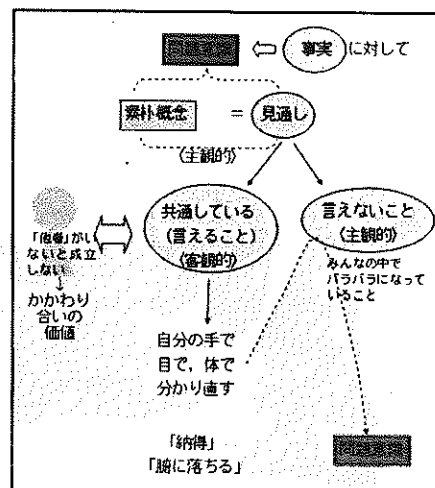 事実 に対して
素朴概念 = 見通し
(主観的)
共通している
(言えること)
(客観的)
言えないこと
(主観的)
「他者」がい
ないと成立
しない
かかわり
合いの
価値
みんなの中で
バラバラになって
いること
自分の手で
目で, 体で
分かり直す
「納得」
「腑に落ちる」